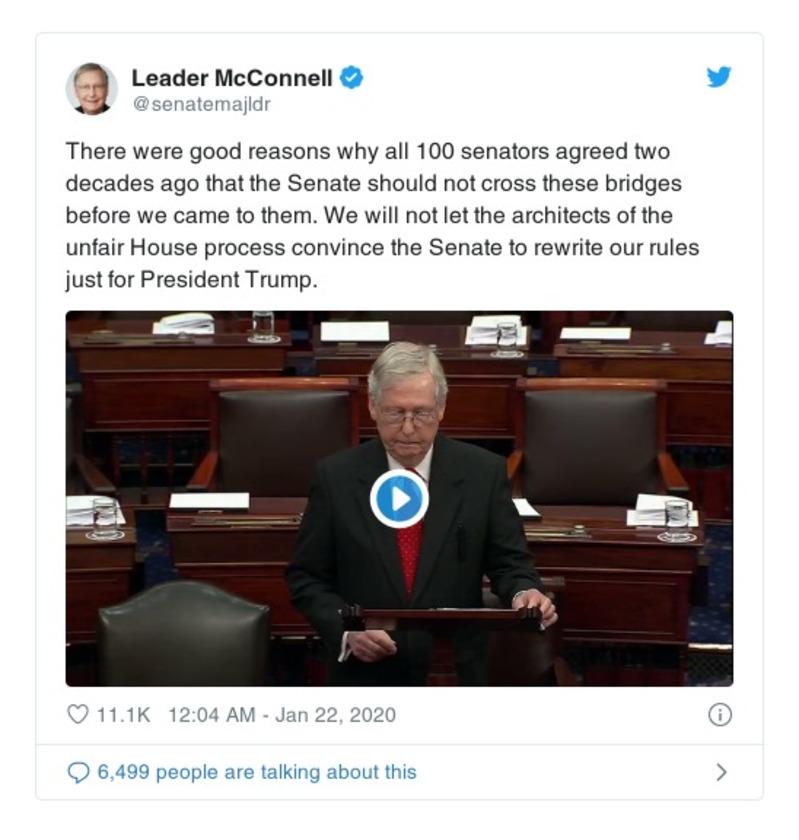 Leader McConnell
@senatemajldr
There were good reasons why all 100 senators agreed two
decades ago that the Senate should not cross these bridges
before we came to them. We will not let the architects of the
unfair House process convince the Senate to rewrite our rules
just for President Trump.
11.1K 12:04 AM - Jan 22, 2020
6,499 people are talking about this